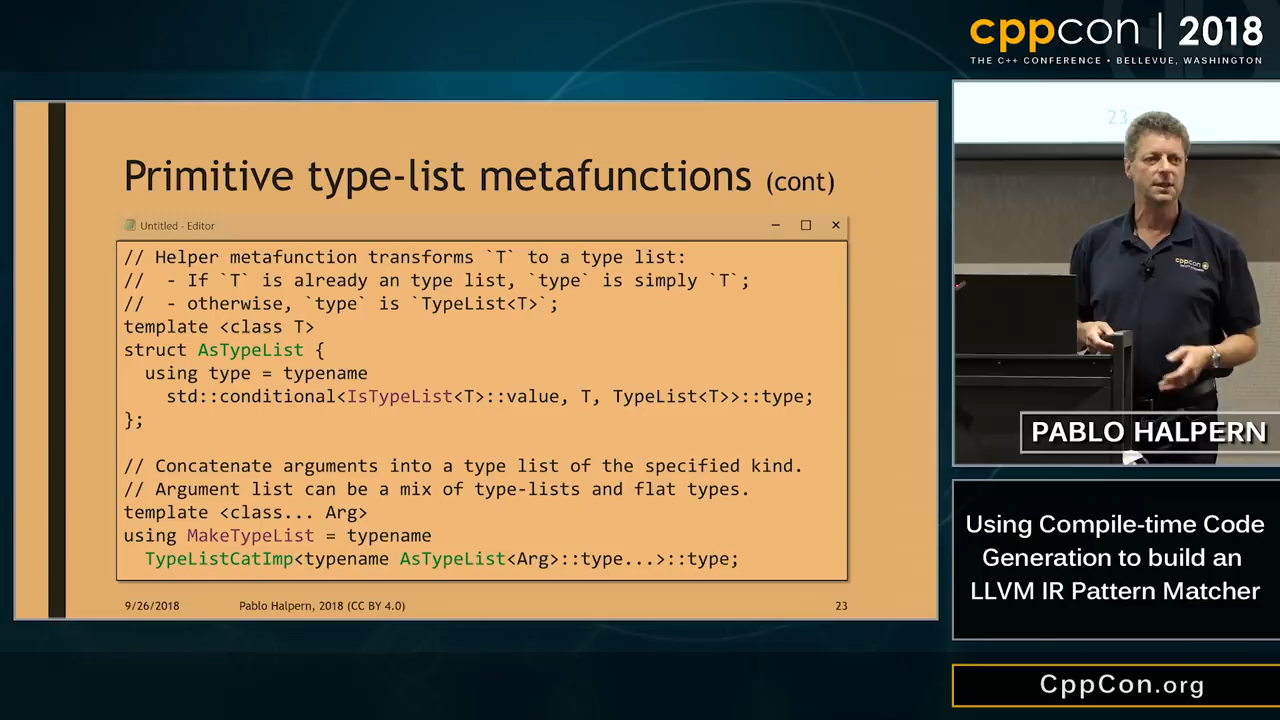 cppcon | 2018
THE C++ CONFERENCE • BELLEVUE, WASHINGTON
Primitive type-list metafunctions (cont)
Untitled - Editor
// Helper metafunction transforms `T` to a type list:
//  - If `T` is already an type list, `type` is simply `T`;
//  - otherwise, `type` is `TypeList<T>`;
template <class T>
struct AsTypeList {
  using type = typename
    std::conditional<IsTypeList<T>::value, T, TypeList<T>>::type;
};
// Concatenate arguments into a type list of the specified kind.
// Argument list can be a mix of type-lists and flat types.
template <class... Arg>
using MakeTypeList = typename
  TypeListCatImp<typename AsTypeList<Arg>::type...>::type;
9/26/2018
Pablo Halpern, 2018 (CC BY 4.0)
23
23
cppcon
PABLO HALPERN
Using Compile-time Code
Generation to build an
LLVM IR Pattern Matcher
CppCon.org